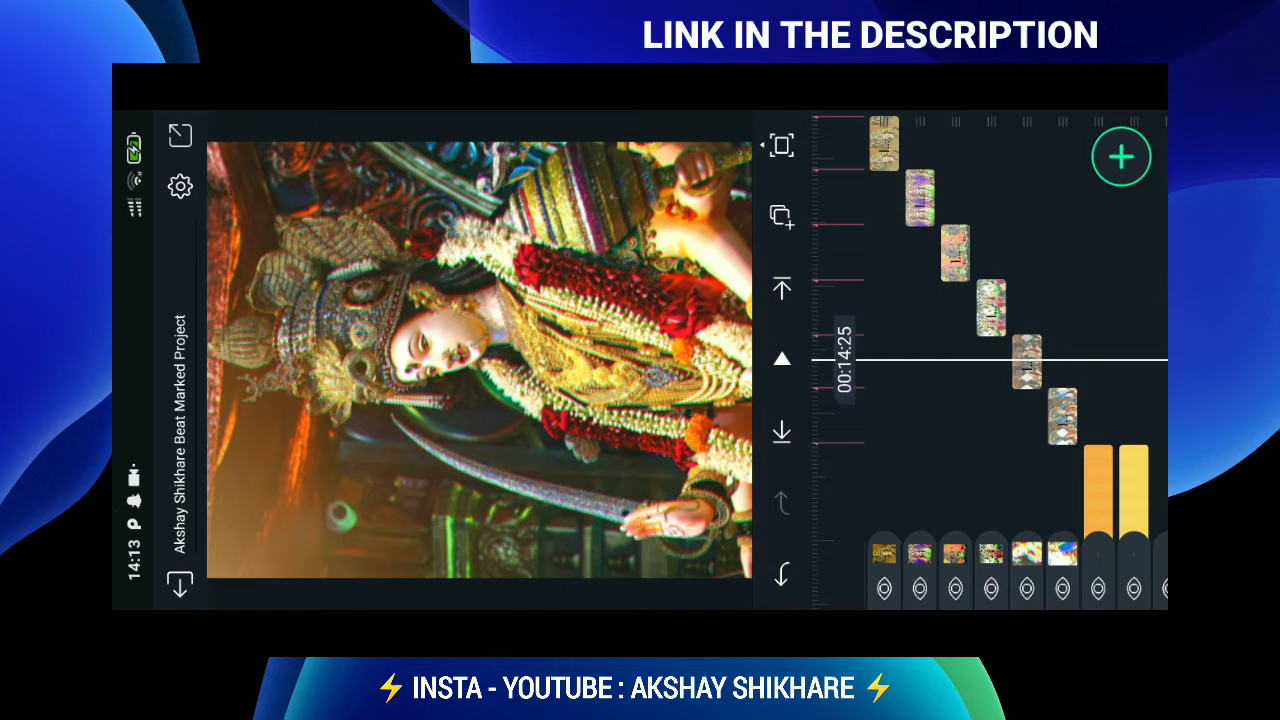 LINK IN THE DESCRIPTION
14:13
Akshay Shikhare Beat Marked Project
00:14:25
⚡ INSTA - YOUTUBE : AKSHAY SHIKHARE ⚡